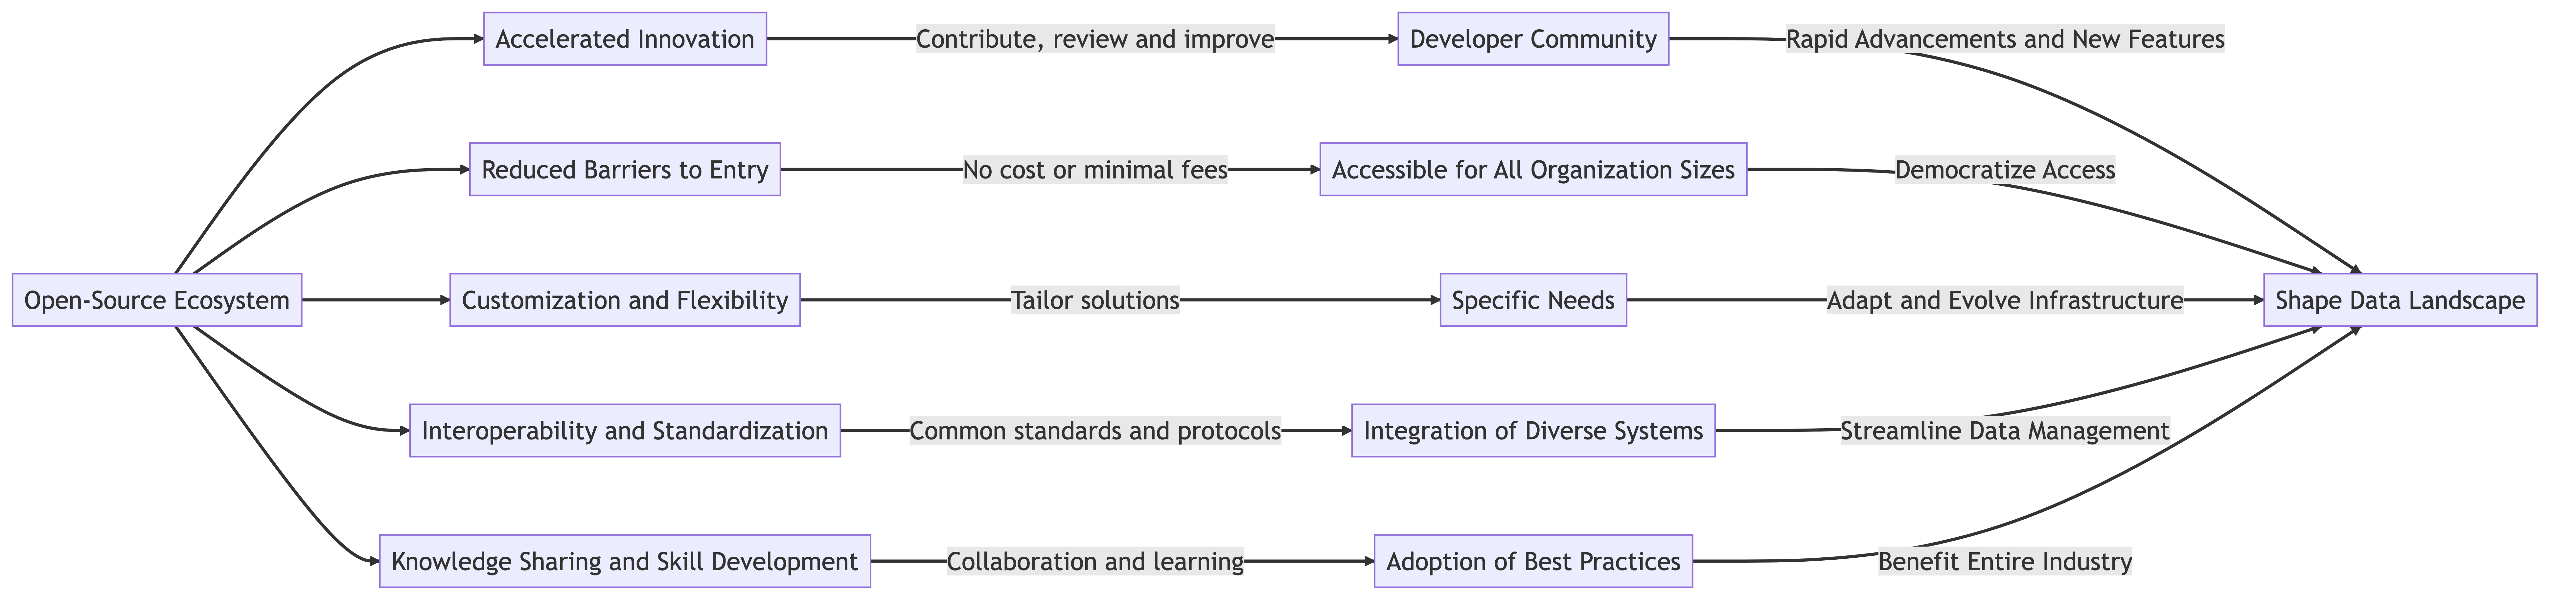 Accelerated Innovation
Contribute, review and improve
Developer Community
Rapid Advancements and New Features
Reduced Barriers to Entry
No cost or minimal fees
Accessible for All Organization Sizes
Democratize Access
Open-Source Ecosystem
Customization and Flexibility
Tailor solutions
Specific Needs
Adapt and Evolve Infrastructure
Shape Data Landscape
Interoperability and Standardization
Common standards and protocols
Integration of Diverse Systems
Streamline Data Management
Knowledge Sharing and Skill Development
Collaboration and learning
Adoption of Best Practices
Benefit Entire Industry